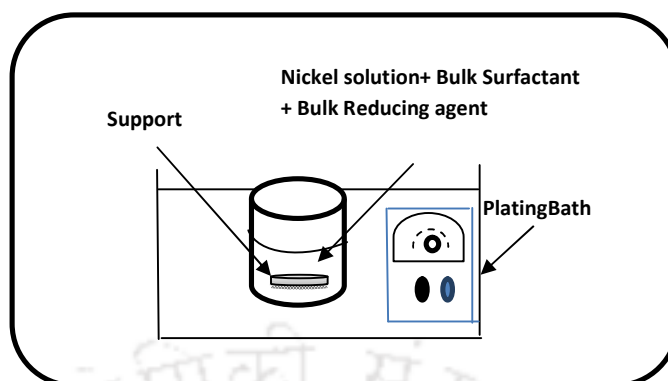 Nickel solution+ Bulk Surfactant
+ Bulk Reducing agent
Support
PlatingBath